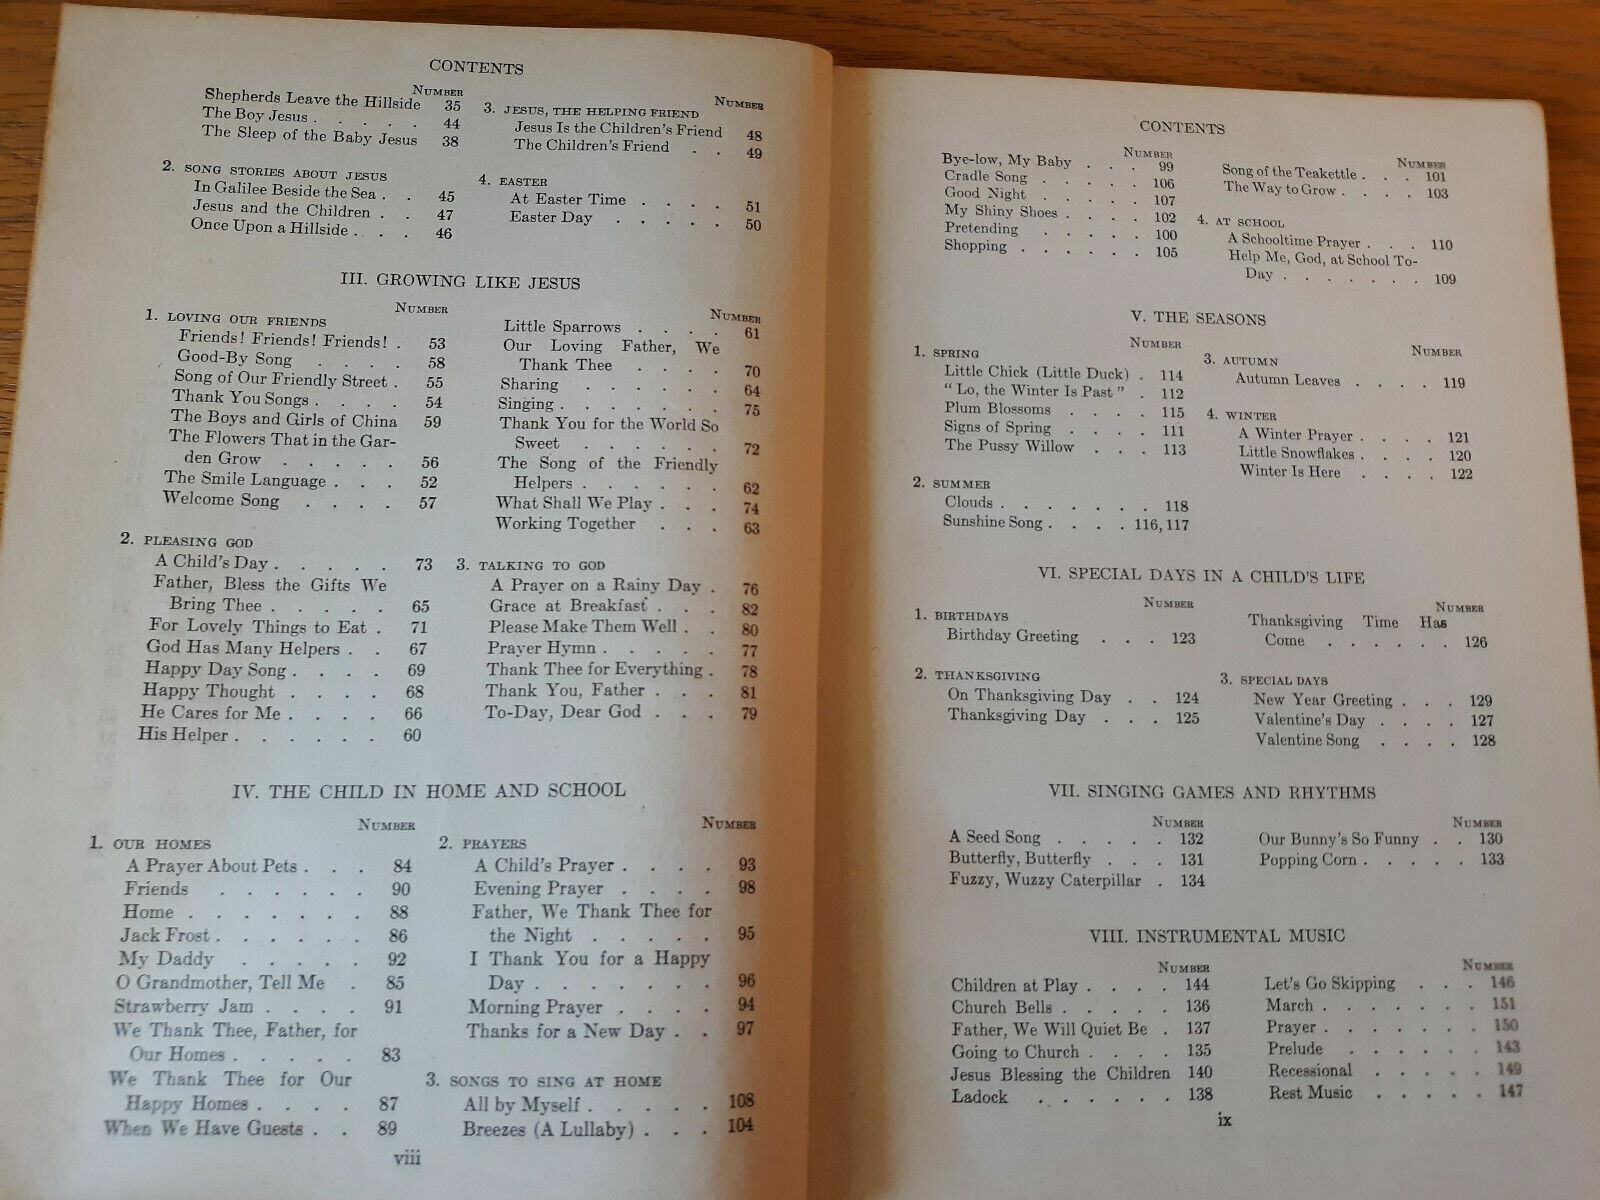 CONTENTS
NUMBER
Shepherds Leave the Hillside 35
The Boy Jesus . . . . . 44
The Sleep of the Baby Jesus 38
2. SONG STORIES ABOUT JESUS
In Galilee Beside the Sea . . 45
Jesus and the Children . . 47
Once Upon a Hillside . . . 46
NUMBER
3. JESUS, THE HELPING FRIEND
Jesus Is the Children's Friend 48
The Children's Friend . . 49
4. EASTER
At Easter Time . . . . 51
Easter Day . . . . . 50
III. GROWING LIKE JESUS
NUMBER
1. LOVING OUR FRIENDS
Friends! Friends! Friends! . 53
Good-By Song . . . . 58
Song of Our Friendly Street . 55
Thank You Songs . . . . 54
The Boys and Girls of China 59
The Flowers That in the Gar-
den Grow . . . . . 56
The Smile Language . . . 52
Welcome Song . . . . 57
2. PLEASING GOD
A Child's Day . . . . . 73
Father, Bless the Gifts We
Bring Thee . . . . . 65
For Lovely Things to Eat . 71
God Has Many Helpers . . 67
Happy Day Song . . . . 69
Happy Thought . . . . 68
He Cares for Me . . . . 66
His Helper . . . . . . 60
NUMBER
Little Sparrows . . . . 61
Our Loving Father, We
Thank Thee . . . . 70
Sharing . . . . . . 64
Singing . . . . . . . 75
Thank You for the World So
Sweet . . . . . . 72
The Song of the Friendly
Helpers . . . . . . 62
What Shall We Play . . . 74
Working Together . . . 63
3. TALKING TO GOD
A Prayer on a Rainy Day . 76
Grace at Breakfast . . . 82
Please Make Them Well . . 80
Prayer Hymn . . . . . 77
Thank Thee for Everything . 78
Thank You, Father . . . 81
To-Day, Dear God . . . 79
IV. THE CHILD IN HOME AND SCHOOL
NUMBER
1. OUR HOMES
A Prayer About Pets . . . 84
Friends . . . . . . 90
Home . . . . . . . 88
Jack Frost . . . . . . 86
My Daddy . . . . . 92
O Grandmother, Tell Me . 85
Strawberry Jam . . . . 91
We Thank Thee, Father, for
Our Homes . . . . . 83
We Thank Thee for Our
Happy Homes . . . . 87
When We Have Guests . . 89
NUMBER
2. PRAYERS
A Child's Prayer . . . . 93
Evening Prayer . . . . 98
Father, We Thank Thee for
the Night . . . . . 95
I Thank You for a Happy
Day . . . . . . . 96
Morning Prayer . . . . 94
Thanks for a New Day . . 97
3. SONGS TO SING AT HOME
All by Myself . . . . . 108
Breezes (A Lullaby) . . . 104
viii
CONTENTS
NUMBER
Bye-low, My Baby . . . 99
Cradle Song . . . . . 106
Good Night . . . . . 107
My Shiny Shoes . . . . 102
Pretending . . . . . 100
Shopping . . . . . . 105
NUMBER
Song of the Teakettle . . . 101
The Way to Grow . . . . 103
4. AT SCHOOL
A Schooltime Prayer . . . 110
Help Me, God, at School To-
Day . . . . . . . 109
V. THE SEASONS
NUMBER
1. SPRING
Little Chick (Little Duck) . 114
"Lo, the Winter Is Past" . 112
Plum Blossoms . . . . 115
Signs of Spring . . . . 111
The Pussy Willow . . . 113
2. SUMMER
Clouds . . . . . . . 118
Sunshine Song . . . . 116, 117
NUMBER
3. AUTUMN
Autumn Leaves . . . . 119
4. WINTER
A Winter Prayer . . . . 121
Little Snowflakes . . . . 120
Winter Is Here . . . . 122
VI. SPECIAL DAYS IN A CHILD'S LIFE
NUMBER
1. BIRTHDAYS
Birthday Greeting . . . 123
2. THANKSGIVING
On Thanksgiving Day . . 124
Thanksgiving Day . . . 125
NUMBER
Thanksgiving Time Has
Come . . . . . . 126
3. SPECIAL DAYS
New Year Greeting . . . 129
Valentine's Day . . . . 127
Valentine Song . . . . 128
VII. SINGING GAMES AND RHYTHMS
NUMBER
A Seed Song . . . . . 132
Butterfly, Butterfly . . . 131
Fuzzy, Wuzzy Caterpillar . 134
NUMBER
Our Bunny's So Funny . . 130
Popping Corn . . . . . 133
VIII. INSTRUMENTAL MUSIC
NUMBER
Children at Play . . . . 144
Church Bells . . . . . 136
Father, We Will Quiet Be . 137
Going to Church . . . . 135
Jesus Blessing the Children 140
Ladock . . . . . . 138
NUMBER
Let's Go Skipping . . . 146
March . . . . . . . 151
Prayer . . . . . . . 150
Prelude . . . . . . 143
Recessional . . . . . 149
Rest Music . . . . . 147
ix